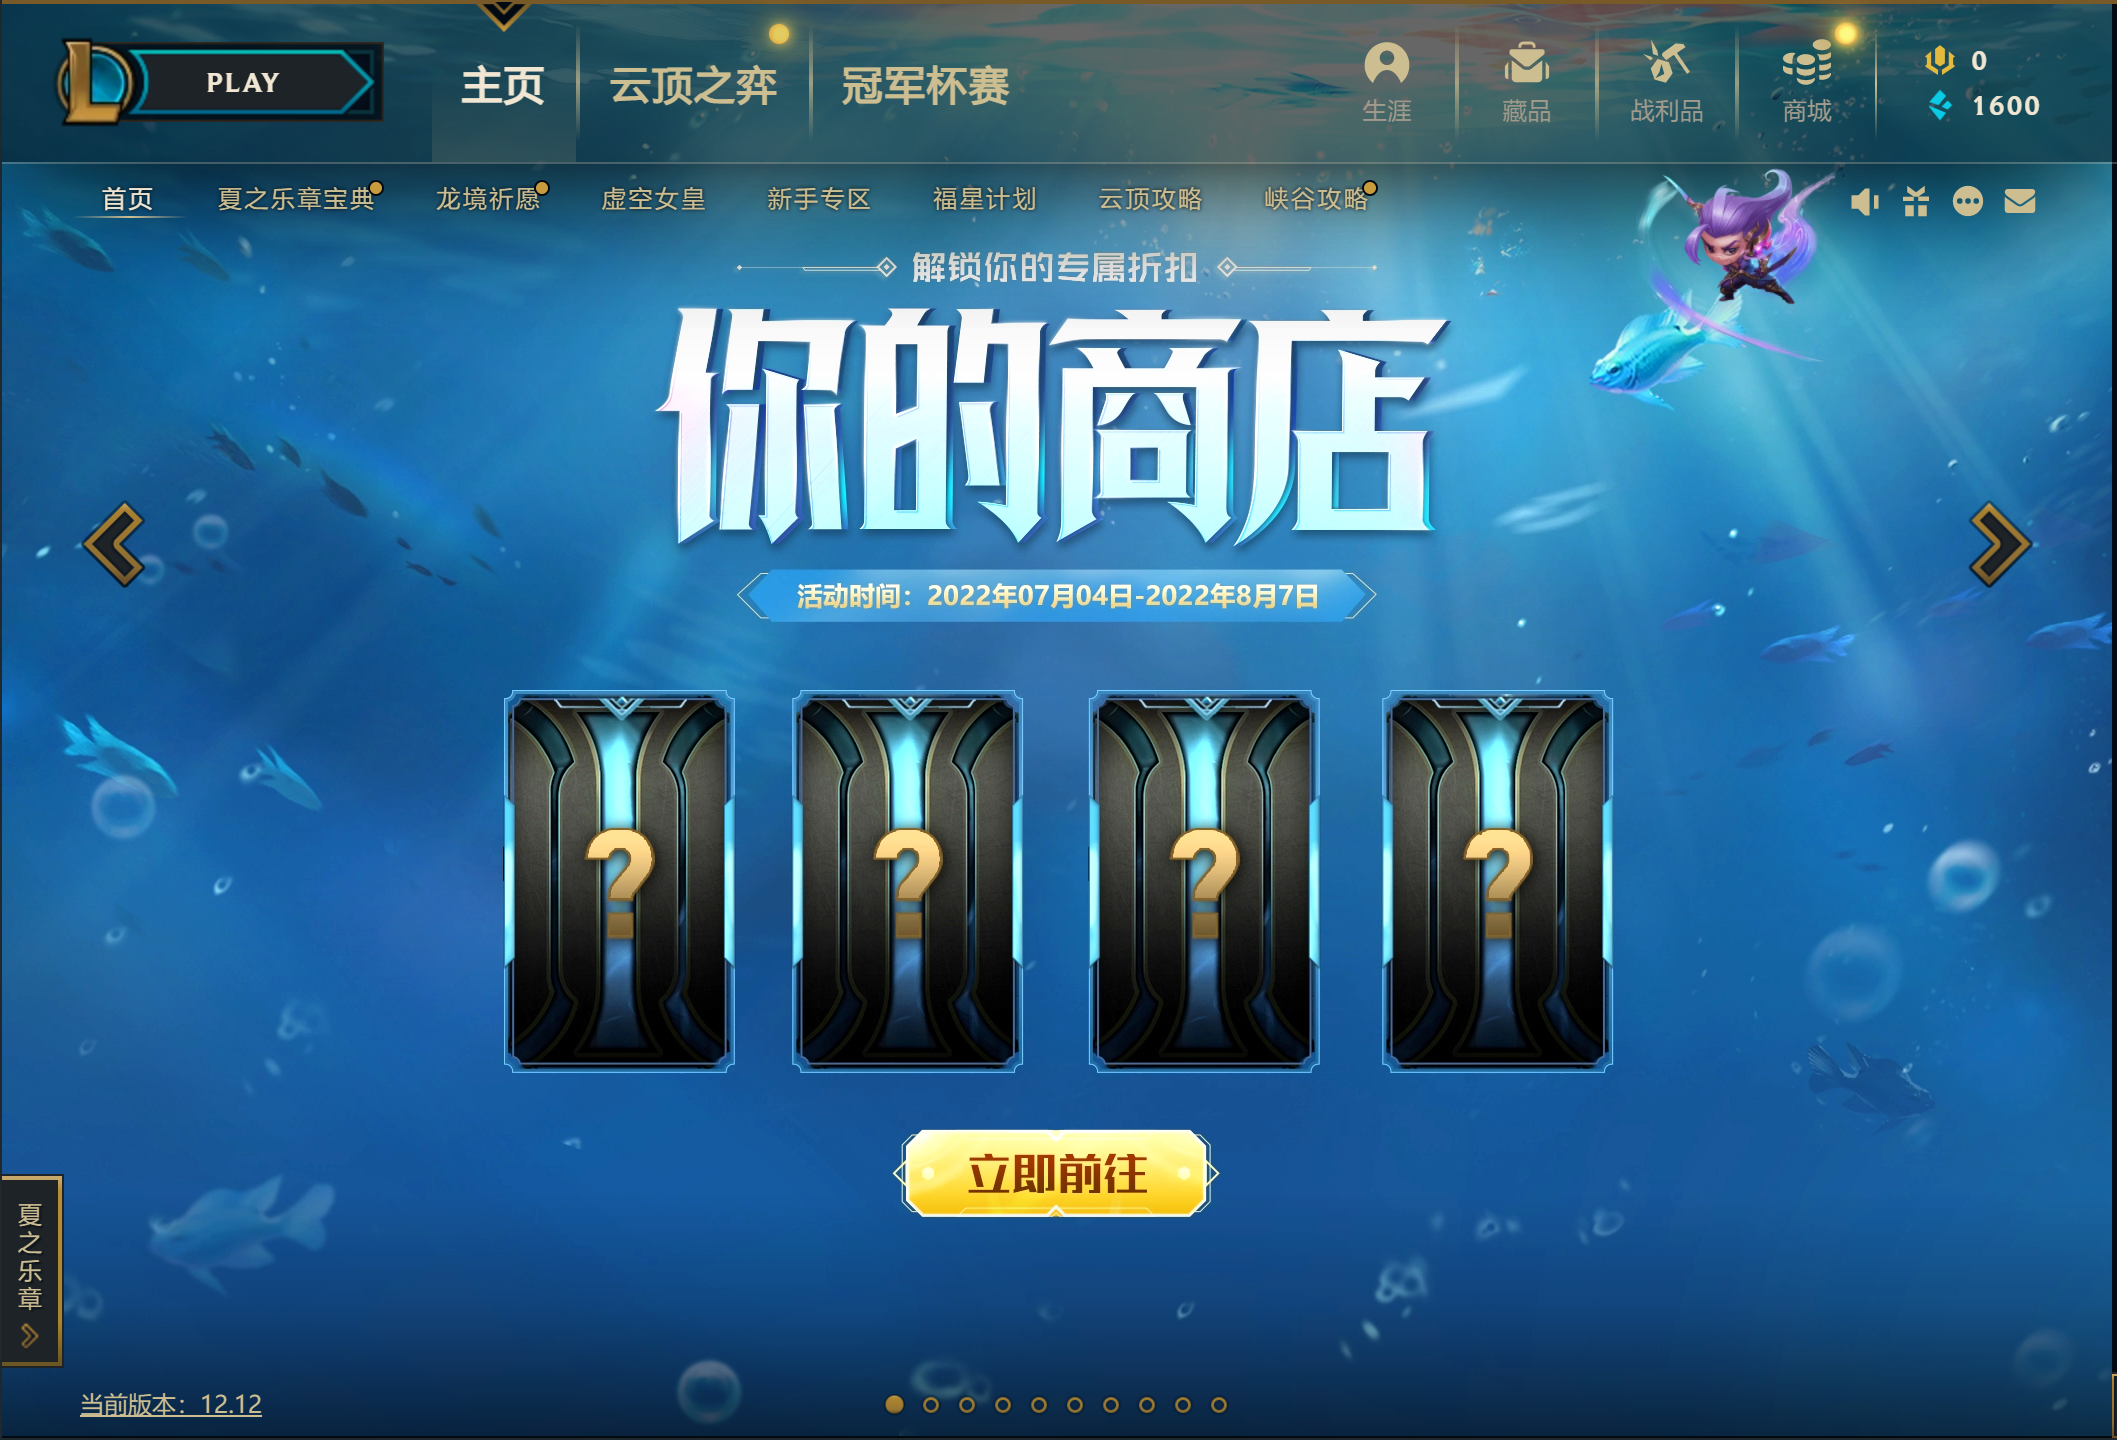 PLAY
主页
云顶之弈
冠军杯赛
生涯
藏品
战利品
商城
0
1600
首页
夏之乐章宝典
龙境祈愿
虚空女皇
新手专区
福星计划
云顶攻略
峡谷攻略
解锁你的专属折扣
你的商店
活动时间：2022年07月04日-2022年8月7日
?
?
?
?
立即前往
夏之乐章
当前版本：12.12